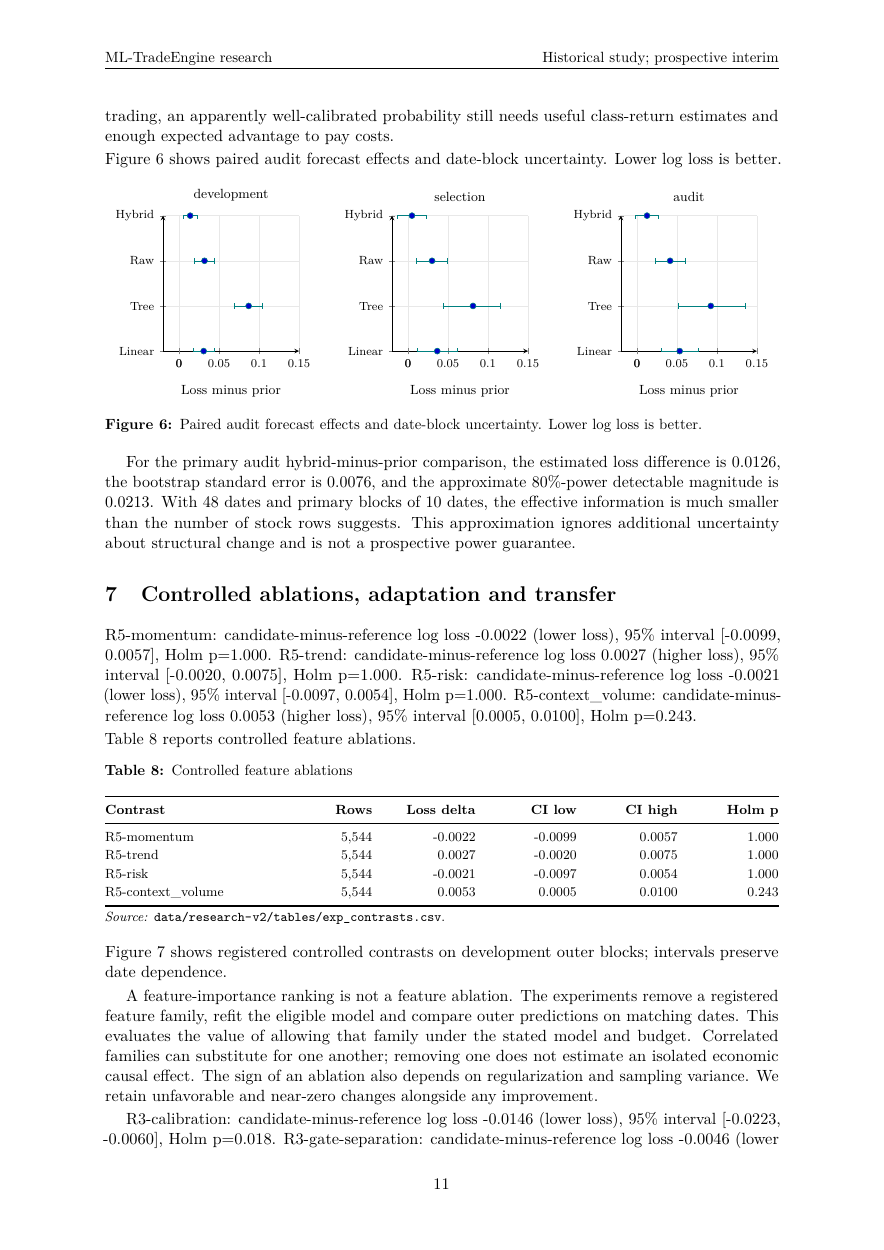 ML-TradeEngine research
Historical study; prospective interim
trading, an apparently well-calibrated probability still needs useful class-return estimates and
enough expected advantage to pay costs.
Figure 6 shows paired audit forecast effects and date-block uncertainty. Lower log loss is better.
development
Hybrid
Raw
Tree
Linear
0 0.05 0.1 0.15
Loss minus prior
selection
Hybrid
Raw
Tree
Linear
0 0.05 0.1 0.15
Loss minus prior
audit
Hybrid
Raw
Tree
Linear
0 0.05 0.1 0.15
Loss minus prior
Figure 6: Paired audit forecast effects and date-block uncertainty. Lower log loss is better.
For the primary audit hybrid-minus-prior comparison, the estimated loss difference is 0.0126,
the bootstrap standard error is 0.0076, and the approximate 80%-power detectable magnitude is
0.0213. With 48 dates and primary blocks of 10 dates, the effective information is much smaller
than the number of stock rows suggests. This approximation ignores additional uncertainty
about structural change and is not a prospective power guarantee.
7 Controlled ablations, adaptation and transfer
R5-momentum: candidate-minus-reference log loss -0.0022 (lower loss), 95% interval [-0.0099,
0.0057], Holm p=1.000. R5-trend: candidate-minus-reference log loss 0.0027 (higher loss), 95%
interval [-0.0020, 0.0075], Holm p=1.000. R5-risk: candidate-minus-reference log loss -0.0021
(lower loss), 95% interval [-0.0097, 0.0054], Holm p=1.000. R5-context_volume: candidate-minus-
reference log loss 0.0053 (higher loss), 95% interval [0.0005, 0.0100], Holm p=0.243.
Table 8 reports controlled feature ablations.
Table 8: Controlled feature ablations
Contrast Rows Loss delta CI low CI high Holm p
R5-momentum 5,544 -0.0022 -0.0099 0.0057 1.000
R5-trend 5,544 0.0027 -0.0020 0.0075 1.000
R5-risk 5,544 -0.0021 -0.0097 0.0054 1.000
R5-context_volume 5,544 0.0053 0.0005 0.0100 0.243
Source: data/research-v2/tables/exp_contrasts.csv.
Figure 7 shows registered controlled contrasts on development outer blocks; intervals preserve
date dependence.
A feature-importance ranking is not a feature ablation. The experiments remove a registered
feature family, refit the eligible model and compare outer predictions on matching dates. This
evaluates the value of allowing that family under the stated model and budget. Correlated
families can substitute for one another; removing one does not estimate an isolated economic
causal effect. The sign of an ablation also depends on regularization and sampling variance. We
retain unfavorable and near-zero changes alongside any improvement.
R3-calibration: candidate-minus-reference log loss -0.0146 (lower loss), 95% interval [-0.0223,
-0.0060], Holm p=0.018. R3-gate-separation: candidate-minus-reference log loss -0.0046 (lower
11